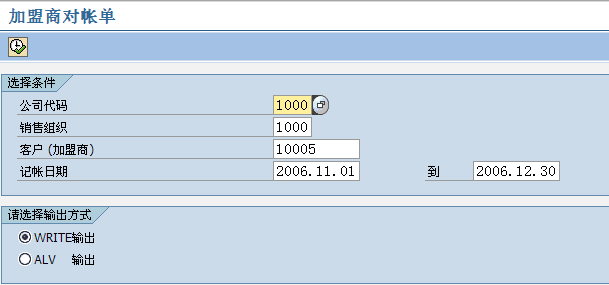 加盟商对帐单
选择条件
公司代码 1000
销售组织 1000
客户(加盟商) 10005
记帐日期 2006.11.01 到 2006.12.30
请选择输出方式
WRITE输出
ALV 输出